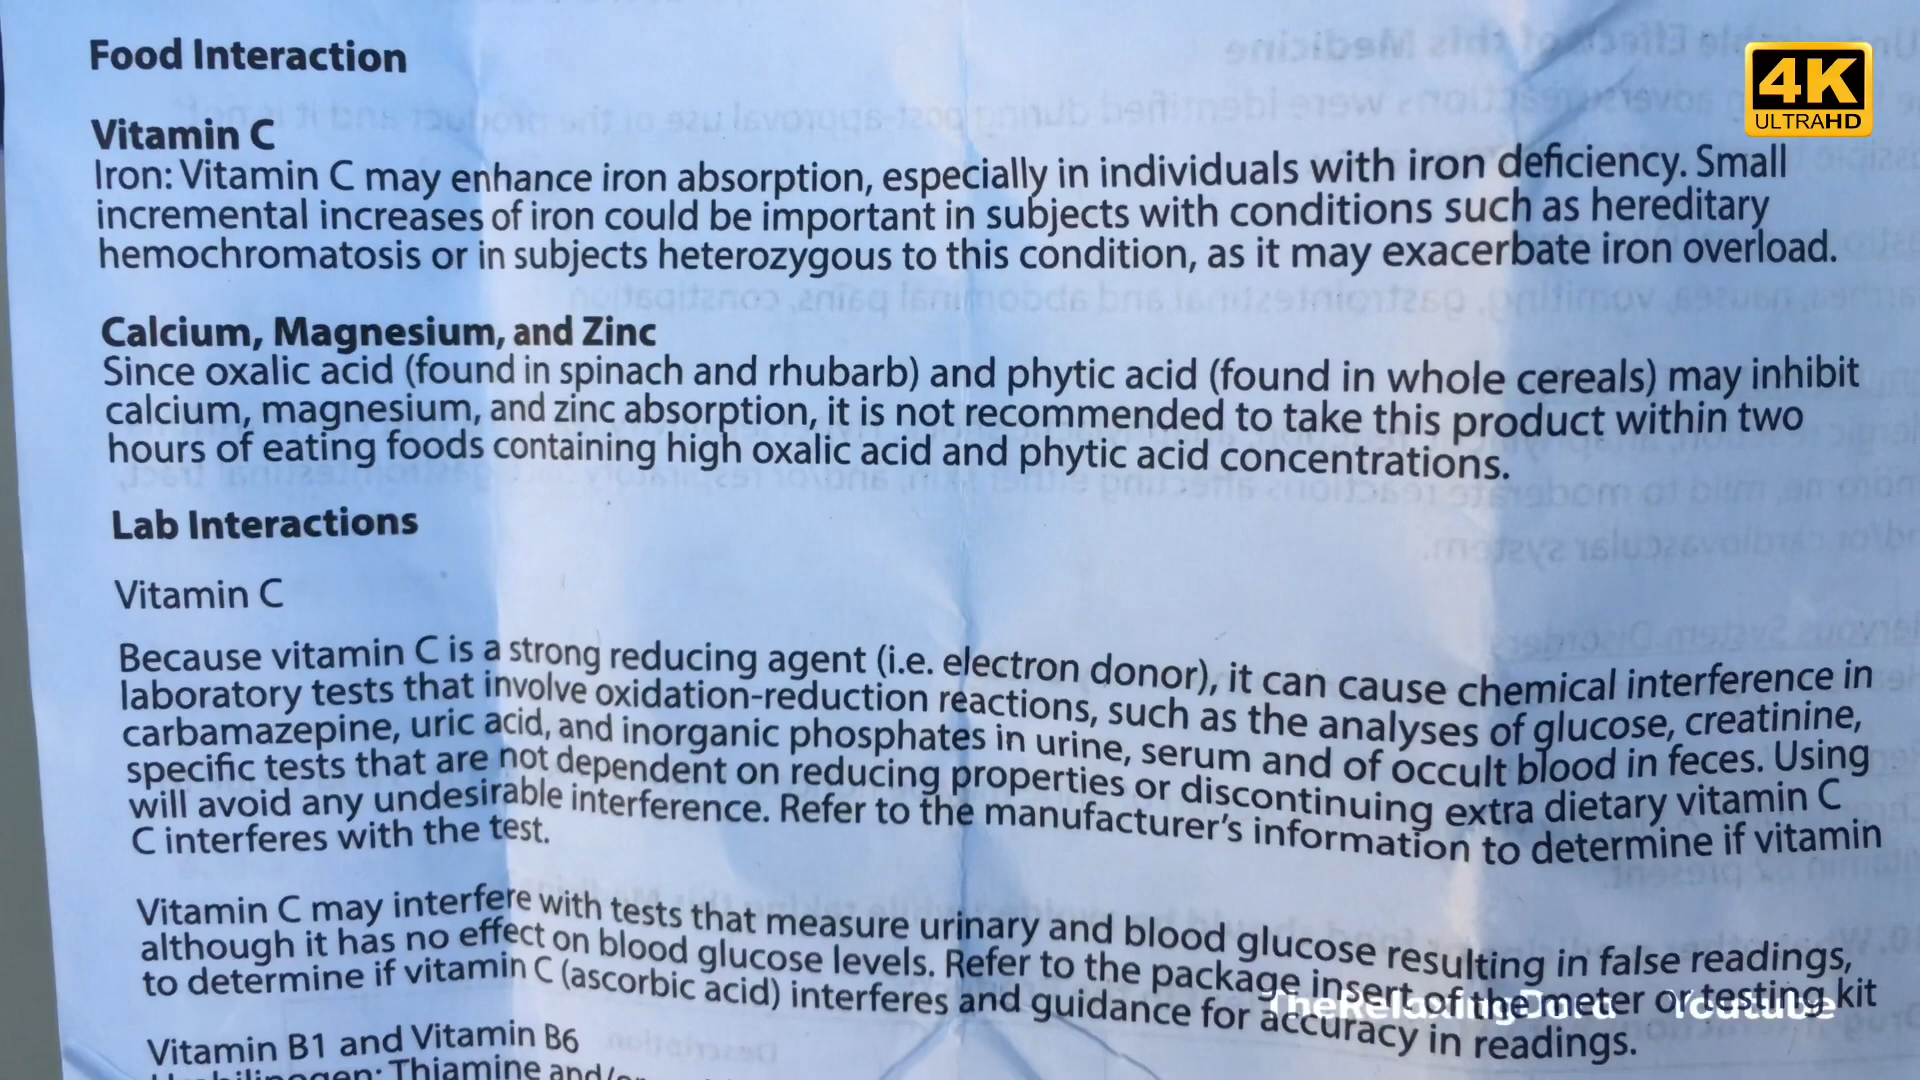 Food Interaction
4K
ULTRAHD
Vitamin C
Iron: Vitamin C may enhance iron absorption, especially in individuals with iron deficiency. Small
incremental increases of iron could be important in subjects with conditions such as hereditary
hemochromatosis or in subjects heterozygous to this condition, as it may exacerbate iron overload.
Calcium, Magnesium, and Zinc
Since oxalic acid (found in spinach and rhubarb) and phytic acid (found in whole cereals) may inhibit
calcium, magnesium, and zinc absorption, it is not recommended to take this product within two
hours of eating foods containing high oxalic acid and phytic acid concentrations.
Lab Interactions
Vitamin C
Because vitamin C is a strong reducing agent (i.e. electron donor), it can cause chemical interference in
laboratory tests that involve oxidation-reduction reactions, such as the analyses of glucose, creatinine,
carbamazepine, uric acid, and inorganic phosphates in urine, serum and of occult blood in feces. Using
specific tests that are not dependent on reducing properties or discontinuing extra dietary vitamin C
will avoid any undesirable interference. Refer to the manufacturer's information to determine if vitamin
C interferes with the test.
Vitamin C may interfere with tests that measure urinary and blood glucose resulting in false readings,
although it has no effect on blood glucose levels. Refer to the package insert of the meter or testing kit
to determine if vitamin C (ascorbic acid) interferes and guidance for accuracy in readings.
YouTube
Vitamin B1 and Vitamin B6
Thiamine